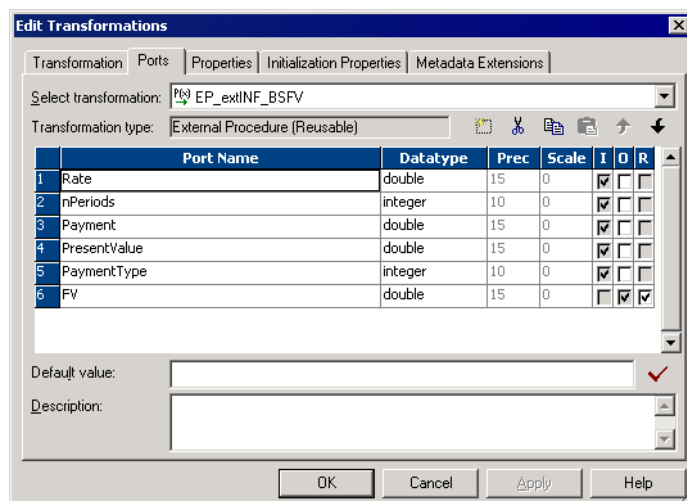 Edit Transformations
Transformation Ports Properties Initialization Properties Metadata Extensions
Select transformation: P(x) EP_extINF_BSFV
Transformation type: External Procedure (Reusable)
Port Name Datatype Prec Scale I O R
1 Rate double 15 0
2 nPeriods integer 10 0
3 Payment double 15 0
4 PresentValue double 15 0
5 PaymentType integer 10 0
6 FV double 15 0
Default value:
Description:
OK Cancel Apply Help